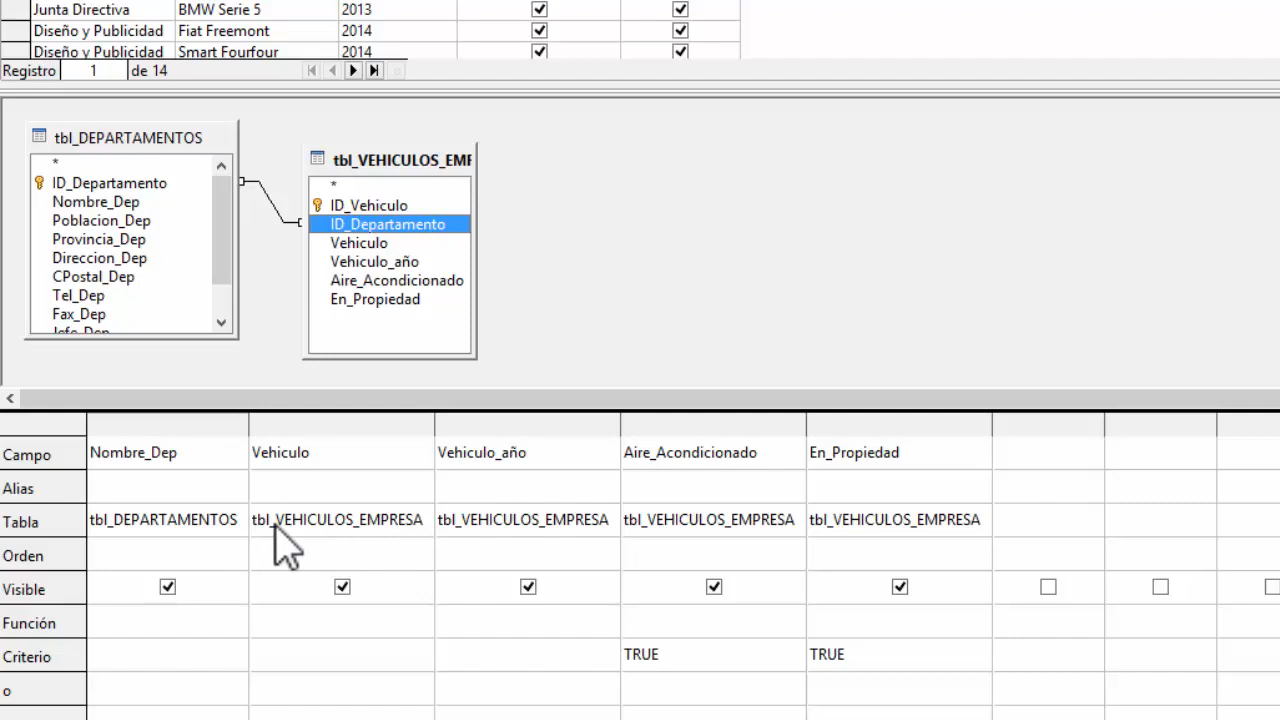 Junta Directiva BMW Serie 5 2013
Diseño y Publicidad Fiat Freemont 2014
Diseño y Publicidad Smart Fourfour 2014
Registro 1 de 14
tbl_DEPARTAMENTOS
*
ID_Departamento
Nombre_Dep
Poblacion_Dep
Provincia_Dep
Direccion_Dep
CPostal_Dep
Tel_Dep
Fax_Dep
Jefe_Dep
tbl_VEHICULOS_EMP
*
ID_Vehiculo
ID_Departamento
Vehiculo
Vehiculo_año
Aire_Acondicionado
En_Propiedad
Campo Nombre_Dep Vehiculo Vehiculo_año Aire_Acondicionado En_Propiedad
Alias
Tabla tbl_DEPARTAMENTOS tbl_VEHICULOS_EMPRESA tbl_VEHICULOS_EMPRESA tbl_VEHICULOS_EMPRESA tbl_VEHICULOS_EMPRESA
Orden
Visible
Función
Criterio TRUE TRUE
o